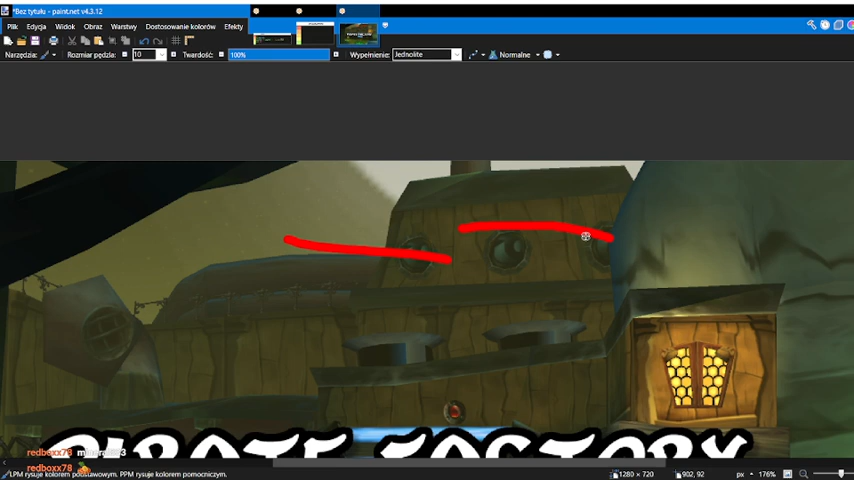 *Bez tytułu - paint.net v4.3.12
Plik Edycja Widok Obraz Warstwy Dostosowanie kolorów Efekty
Narzędzia: Rozmiar pędzla: 10 Twardość: 100% Wypełnienie: Jednolite Normalne
PIRATE FACTORY
redboxx78
redboxx78
LPM rysuje kolorem podstawowym. PPM rysuje kolorem pomocniczym. 1280 × 720 902, 92 px 176%